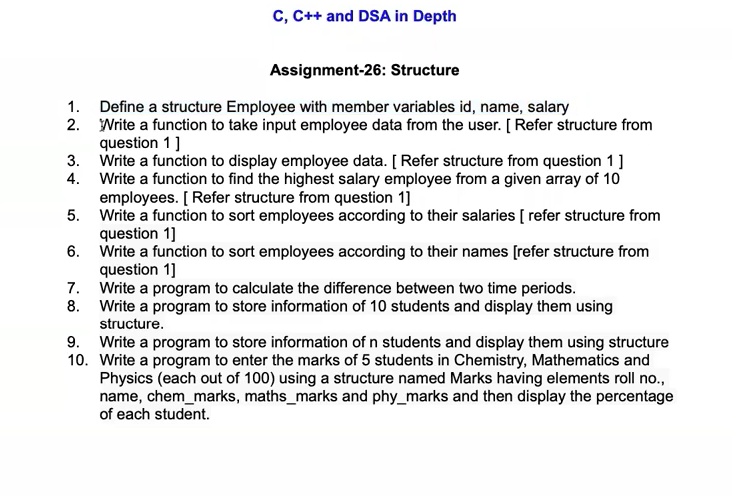 C, C++ and DSA in Depth
Assignment-26: Structure
1. Define a structure Employee with member variables id, name, salary
2. Write a function to take input employee data from the user. [ Refer structure from
question 1 ]
3. Write a function to display employee data. [ Refer structure from question 1 ]
4. Write a function to find the highest salary employee from a given array of 10
employees. [ Refer structure from question 1]
5. Write a function to sort employees according to their salaries [ refer structure from
question 1]
6. Write a function to sort employees according to their names [refer structure from
question 1]
7. Write a program to calculate the difference between two time periods.
8. Write a program to store information of 10 students and display them using
structure.
9. Write a program to store information of n students and display them using structure
10. Write a program to enter the marks of 5 students in Chemistry, Mathematics and
Physics (each out of 100) using a structure named Marks having elements roll no.,
name, chem_marks, maths_marks and phy_marks and then display the percentage
of each student.